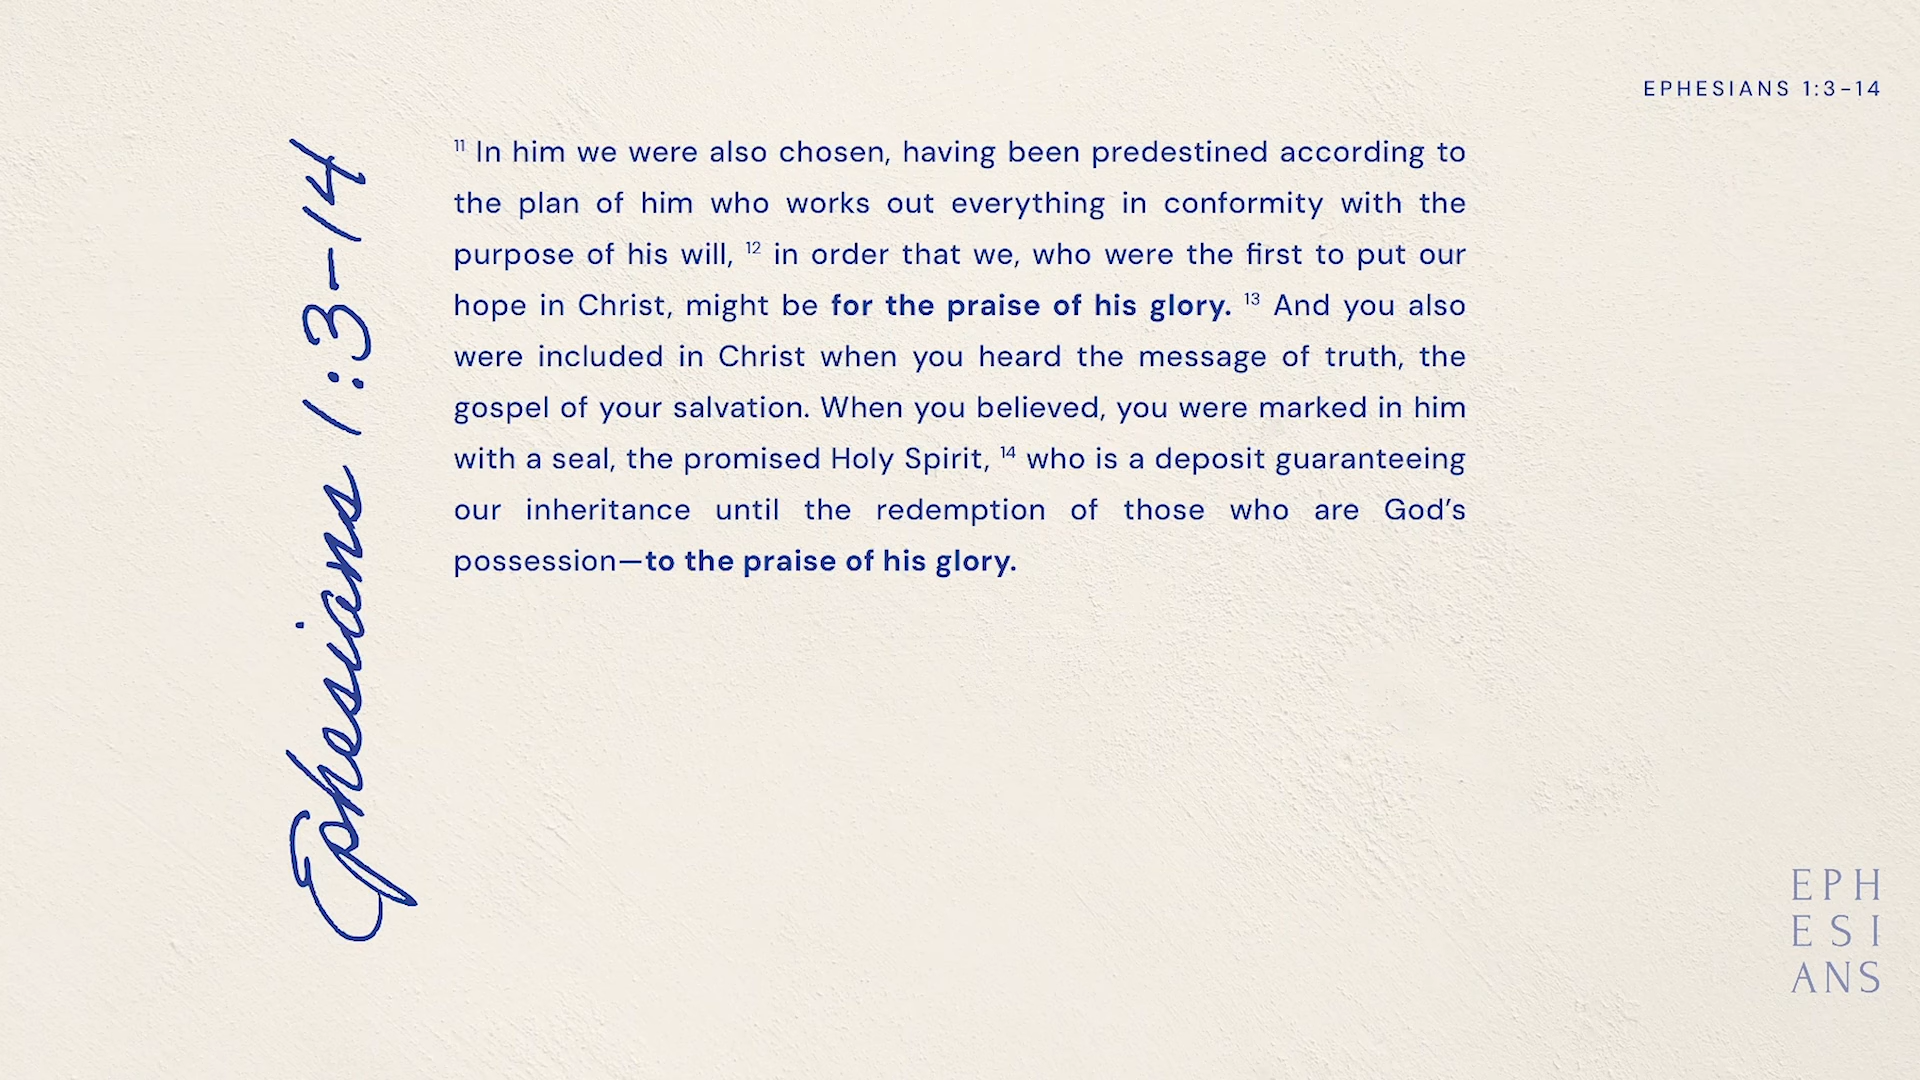 EPHESIANS 1:3-14
Ephesians 1:3-14
11 In him we were also chosen, having been predestined according to
the plan of him who works out everything in conformity with the
purpose of his will, 12 in order that we, who were the first to put our
hope in Christ, might be for the praise of his glory. 13 And you also
were included in Christ when you heard the message of truth, the
gospel of your salvation. When you believed, you were marked in him
with a seal, the promised Holy Spirit, 14 who is a deposit guaranteeing
our inheritance until the redemption of those who are God’s
possession—to the praise of his glory.
EPH
ESI
ANS